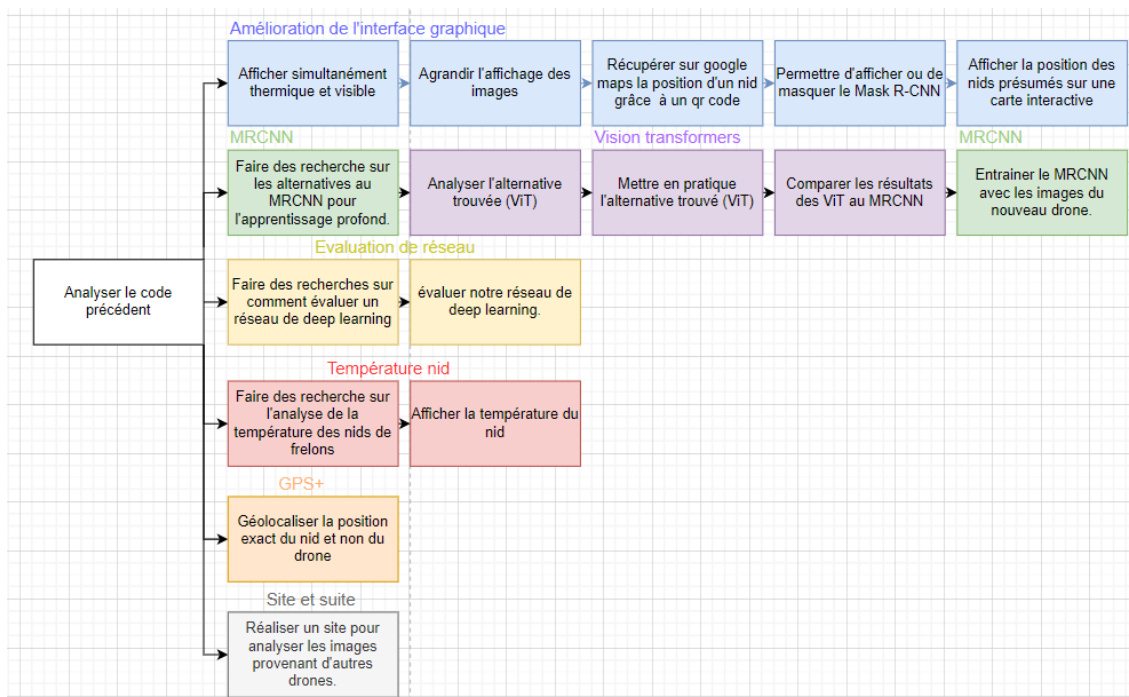 Amélioration de l'interface graphique
Afficher simultanément
thermique et visible
Agrandir l'affichage des
images
Récupérer sur google
maps la position d'un nid
grâce à un qr code
Permettre d'afficher ou de
masquer le Mask R-CNN
Afficher la position des
nids présumés sur une
carte interactive
MRCNN
Vision transformers
MRCNN
Faire des recherche sur
les alternatives au
MRCNN pour
l'apprentissage profond.
Analyser l'alternative
trouvée (ViT)
Mettre en pratique
l'alternative trouvé (ViT)
Comparer les résultats
des ViT au MRCNN
Entrainer le MRCNN
avec les images du
nouveau drone.
Evaluation de réseau
Analyser le code
précédent
Faire des recherches sur
comment évaluer un
réseau de deep learning
évaluer notre réseau de
deep learning.
Température nid
Faire des recherche sur
l'analyse de la
température des nids de
frelons
Afficher la température du
nid
GPS+
Géolocaliser la position
exact du nid et non du
drone
Site et suite
Réaliser un site pour
analyser les images
provenant d'autres
drones.